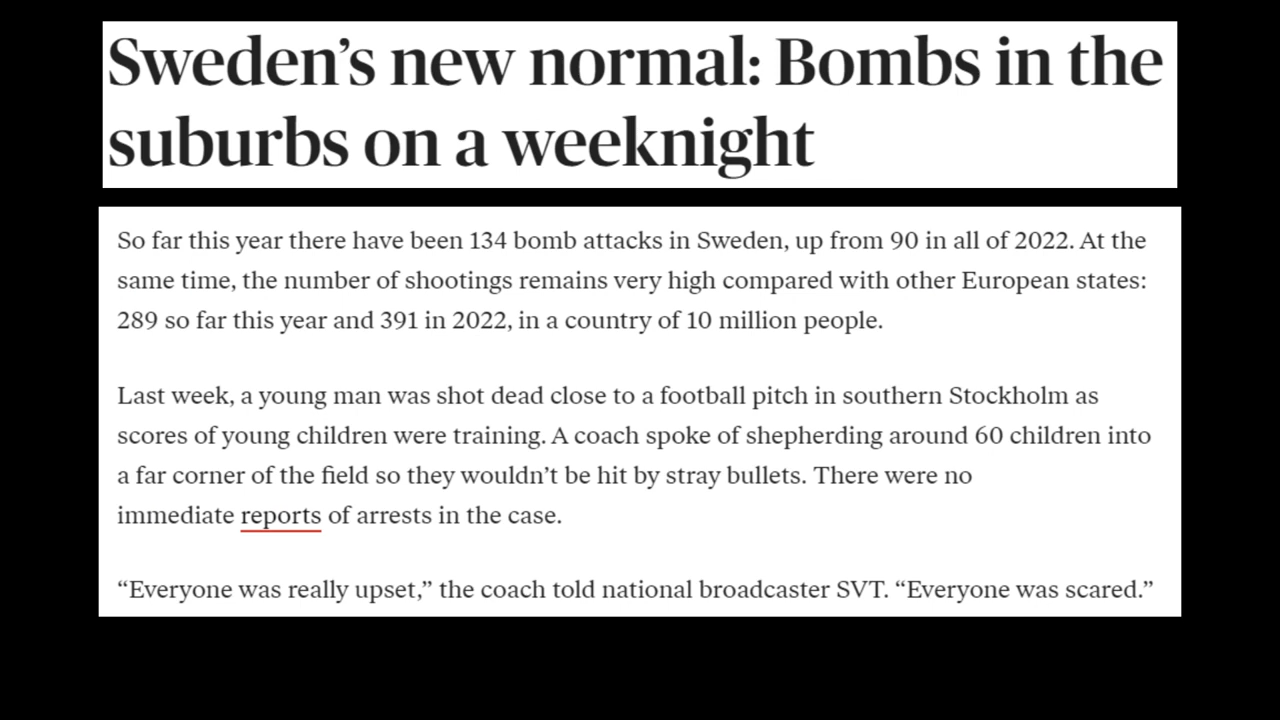 Sweden’s new normal: Bombs in the
suburbs on a weeknight
So far this year there have been 134 bomb attacks in Sweden, up from 90 in all of 2022. At the
same time, the number of shootings remains very high compared with other European states:
289 so far this year and 391 in 2022, in a country of 10 million people.
Last week, a young man was shot dead close to a football pitch in southern Stockholm as
scores of young children were training. A coach spoke of shepherding around 60 children into
a far corner of the field so they wouldn’t be hit by stray bullets. There were no
immediate reports of arrests in the case.
“Everyone was really upset,” the coach told national broadcaster SVT. “Everyone was scared.”